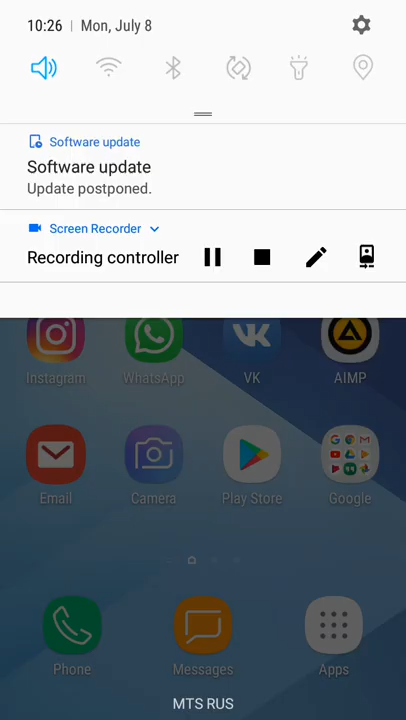 10:26 | Mon, July 8
Software update
Software update
Update postponed.
Screen Recorder
Recording controller
Instagram WhatsApp VK AIMP
Email Camera Play Store Google
Phone Messages Apps
MTS RUS